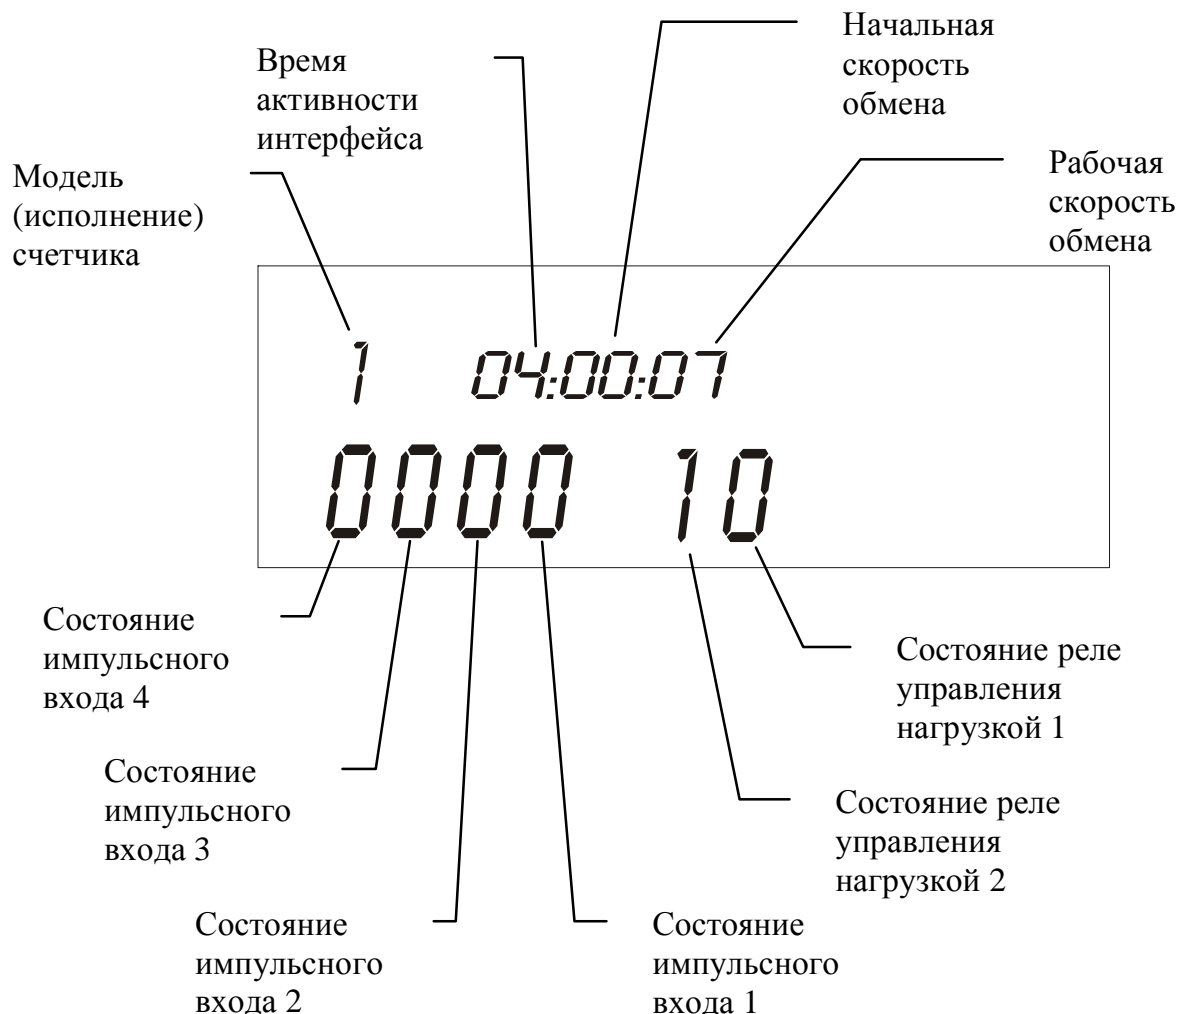 Начальная
скорость
обмена
Время
активности
интерфейса
Рабочая
скорость
обмена
Модель
(исполнение)
счетчика
1 04:00:07
0000 10
Состояние
импульсного
входа 4
Состояние реле
управления
нагрузкой 1
Состояние
импульсного
входа 3
Состояние реле
управления
нагрузкой 2
Состояние
импульсного
входа 2
Состояние
импульсного
входа 1